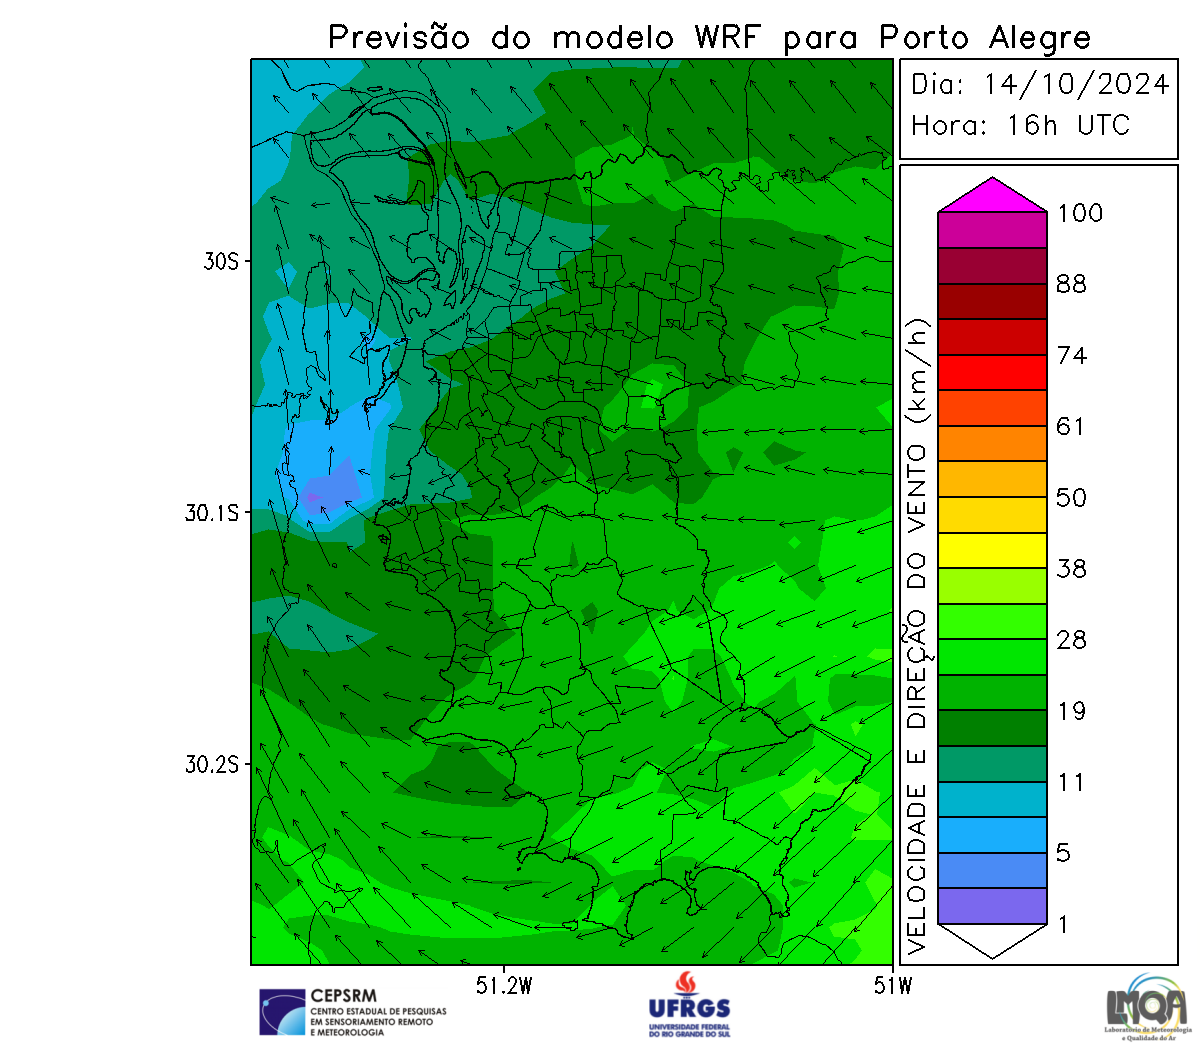 Previsão do modelo WRF para Porto Alegre
Dia: 14/10/2024
Hora: 16h UTC
30S
30.1S
30.2S
51.2W
51W
VELOCIDADE E DIREÇÃO DO VENTO (km/h)
100
88
74
61
50
38
28
19
11
5
1
CEPSRM
CENTRO ESTADUAL DE PESQUISAS
EM SENSORIAMENTO REMOTO
E METEOROLOGIA
UFRGS
UNIVERSIDADE FEDERAL
DO RIO GRANDE DO SUL
LMQA
Laboratório de Meteorologia
e Qualidade do Ar